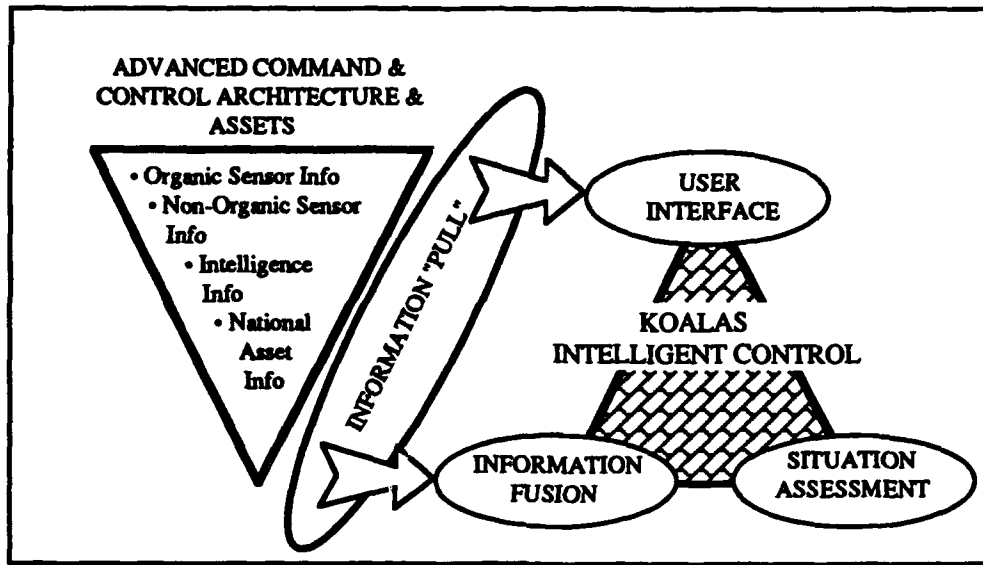 ADVANCED COMMAND &
CONTROL ARCHITECTURE &
ASSETS
• Organic Sensor Info
• Non-Organic Sensor
Info
• Intelligence
Info
• National
Asset
Info
INFORMATION "PULL"
USER
INTERFACE
KOALAS
INTELLIGENT CONTROL
INFORMATION
FUSION
SITUATION
ASSESSMENT